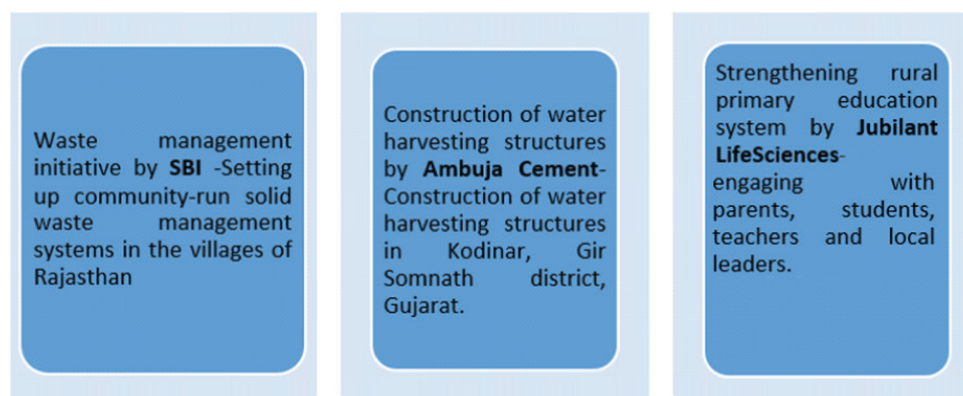 Waste management
initiative by SBI -Setting
up community-run solid
waste management
systems in the villages of
Rajasthan
Construction of water
harvesting structures
by Ambuja Cement-
Construction of water
harvesting structures
in Kodinar, Gir
Somnath district,
Gujarat.
Strengthening rural
primary education
system by Jubilant
LifeSciences-
engaging with
parents, students,
teachers and local
leaders.